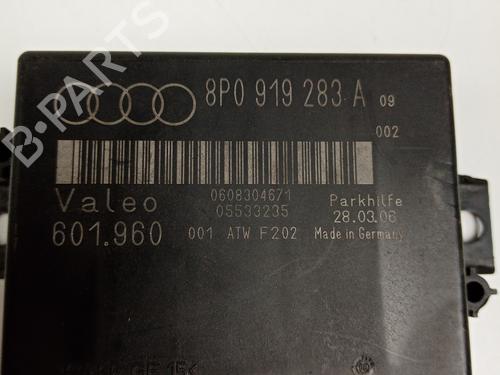 B-PARTS
8P0 919 283 A 09
002
Valeo 0608304671 Parkhilfe
05533235 28.03.06
601.960 001 ATW F202 Made in Germany